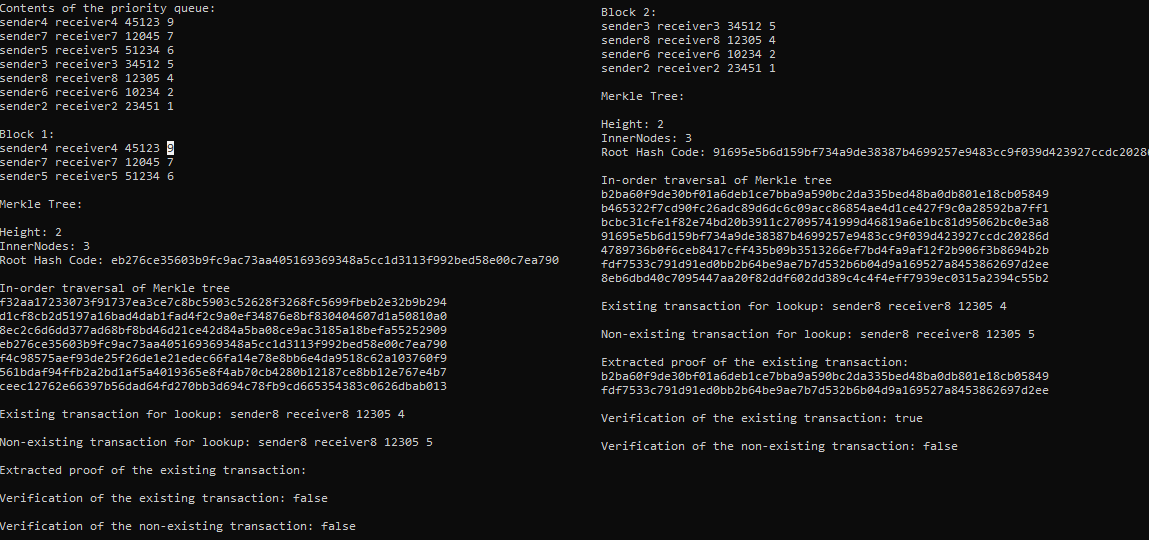 Contents of the priority queue:
sender4 receiver4 45123 9
sender7 receiver7 12045 7
sender5 receiver5 51234 6
sender3 receiver3 34512 5
sender8 receiver8 12305 4
sender6 receiver6 10234 2
sender2 receiver2 23451 1
Block 1:
sender4 receiver4 45123 9
sender7 receiver7 12045 7
sender5 receiver5 51234 6
Merkle Tree:
Height: 2
InnerNodes: 3
Root Hash Code: eb276ce35603b9fc9ac73aa405169369348a5cc1d3113f992bed58e00c7ea790
In-order traversal of Merkle tree
f32aa17233073f91737ea3ce7c8bc5903c52628f3268fc5699fbeb2e32b9b294
d1cf8cb2d5197a16bad4dab1fad4f2c9a0ef34876e8bf830404607d1a50810a0
8ec2c6d6dd377ad68bf8bd46d21ce42d84a5ba08ce9ac3185a18befa55252909
eb276ce35603b9fc9ac73aa405169369348a5cc1d3113f992bed58e00c7ea790
f4c98575aef93de25f26de1e21edec66fa14e78e8bb6e4da9518c62a103760f9
561bdaf94ffb2a2bd1af5a4019365e8f4ab70cb4280b12187ce8bb12e767e4b7
ceec12762e66397b56dad64fd270bb3d694c78fb9cd665354383c0626dbab013
Existing transaction for lookup: sender8 receiver8 12305 4
Non-existing transaction for lookup: sender8 receiver8 12305 5
Extracted proof of the existing transaction:
Verification of the existing transaction: false
Verification of the non-existing transaction: false
Block 2:
sender3 receiver3 34512 5
sender8 receiver8 12305 4
sender6 receiver6 10234 2
sender2 receiver2 23451 1
Merkle Tree:
Height: 2
InnerNodes: 3
Root Hash Code: 91695e5b6d159bf734a9de38387b4699257e9483cc9f039d423927ccdc20286
In-order traversal of Merkle tree
b2ba60f9de30bf01a6deb1ce7bba9a590bc2da335bed48ba0db801e18cb05849
b465322f7cd90fc26adc89d6dc6c09acc86854ae4d1ce427f9c0a28592ba7ff1
bcbc31cfe1f82e74bd20b3911c27095741999d46819a6e1bc81d95062bc0e3a8
91695e5b6d159bf734a9de38387b4699257e9483cc9f039d423927ccdc20286d
4789736b0f6ceb8417cff435b09b3513266ef7bd4fa9af12f2b906f3b8694b2b
fdf7533c791d91ed0bb2b64be9ae7b7d532b6b04d9a169527a8453862697d2ee
8eb6dbd40c7095447af20f82ddf602dd389c4c4f4eff7939ec0315a2394c55b2
Existing transaction for lookup: sender8 receiver8 12305 4
Non-existing transaction for lookup: sender8 receiver8 12305 5
Extracted proof of the existing transaction:
b2ba60f9de30bf01a6deb1ce7bba9a590bc2da335bed48ba0db801e18cb05849
fdf7533c791d91ed0bb2b64be9ae7b7d532b6b04d9a169527a8453862697d2ee
Verification of the existing transaction: true
Verification of the non-existing transaction: false